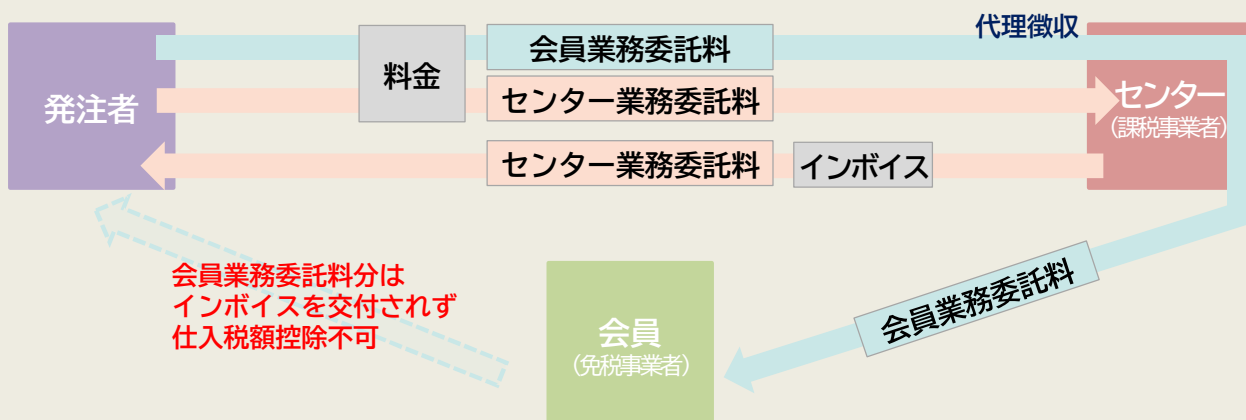 代理徴収
会員業務委託料
料金
センター業務委託料
発注者
センター
（課税事業者）
センター業務委託料
インボイス
会員業務委託料分は
インボイスを交付されず
仕入税額控除不可
会員業務委託料
会員
（免税事業者）